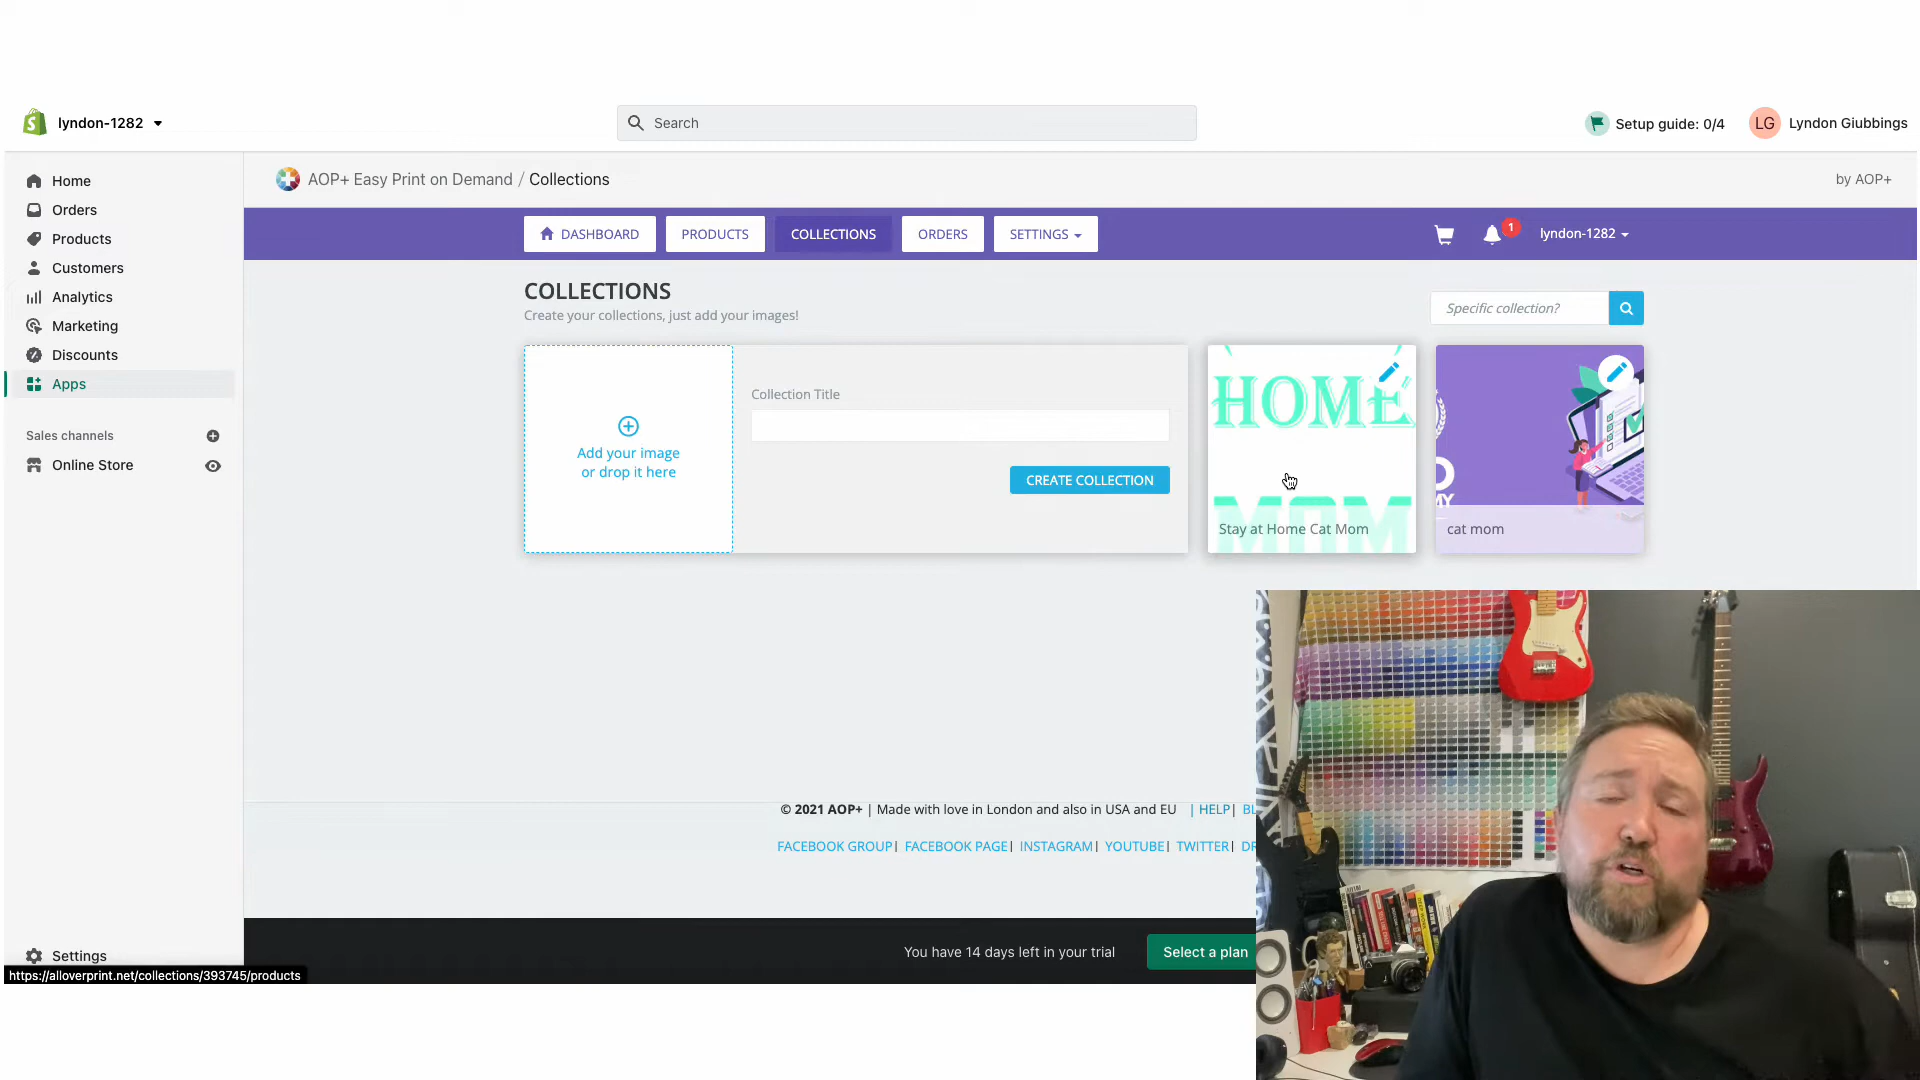 lyndon-1282
Search
Setup guide: 0/4
LG
Lyndon Giubbings
Home
Orders
Products
Customers
Analytics
Marketing
Discounts
Apps
Sales channels
Online Store
Settings
https://alloverprint.net/collections/393745/products
AOP+ Easy Print on Demand / Collections
by AOP+
DASHBOARD
PRODUCTS
COLLECTIONS
ORDERS
SETTINGS
1
lyndon-1282
COLLECTIONS
Create your collections, just add your images!
Specific collection?
Add your image
or drop it here
Collection Title
CREATE COLLECTION
HOME
MOM
Stay at Home Cat Mom
cat mom
© 2021 AOP+ | Made with love in London and also in USA and EU | HELP|
FACEBOOK GROUP| FACEBOOK PAGE| INSTAGRAM| YOUTUBE| TWITTER|
You have 14 days left in your trial
Select a plan